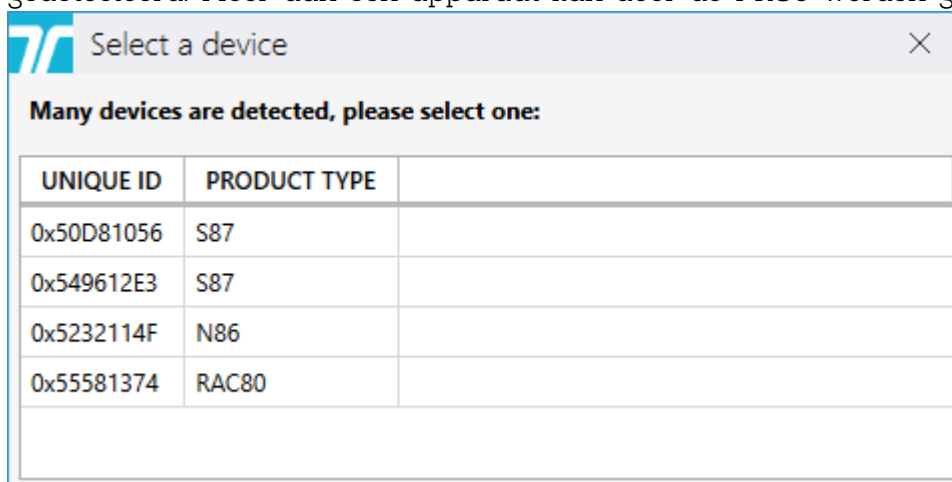 Select a device
Many devices are detected, please select one:
UNIQUE ID PRODUCT TYPE
0x50D81056 S87
0x549612E3 S87
0x5232114F N86
0x55581374 RAC80